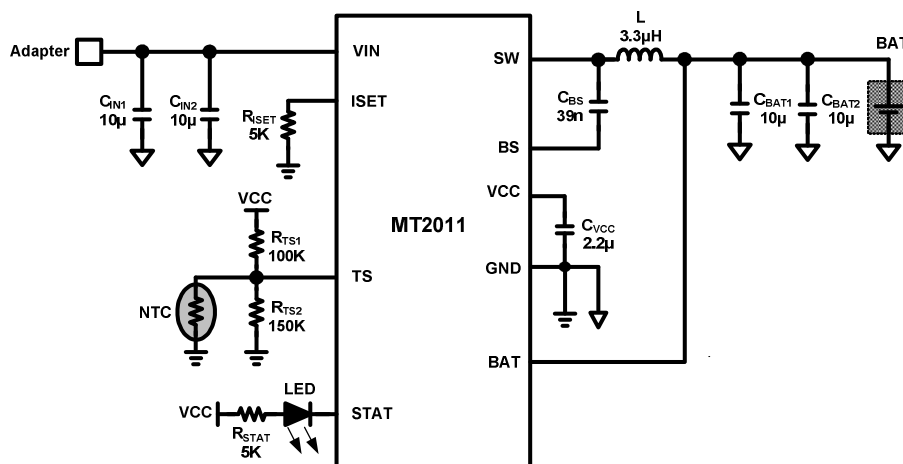 Adapter
VIN
CIN1
10µ
CIN2
10µ
ISET
RISET
5K
VCC
RTS1
100K
TS
NTC
RTS2
150K
LED
VCC
STAT
RSTAT
5K
MT2011
SW
L
3.3µH
CBS
39n
BS
VCC
CVCC
2.2µ
GND
BAT
CBAT1
10µ
CBAT2
10µ
BAT